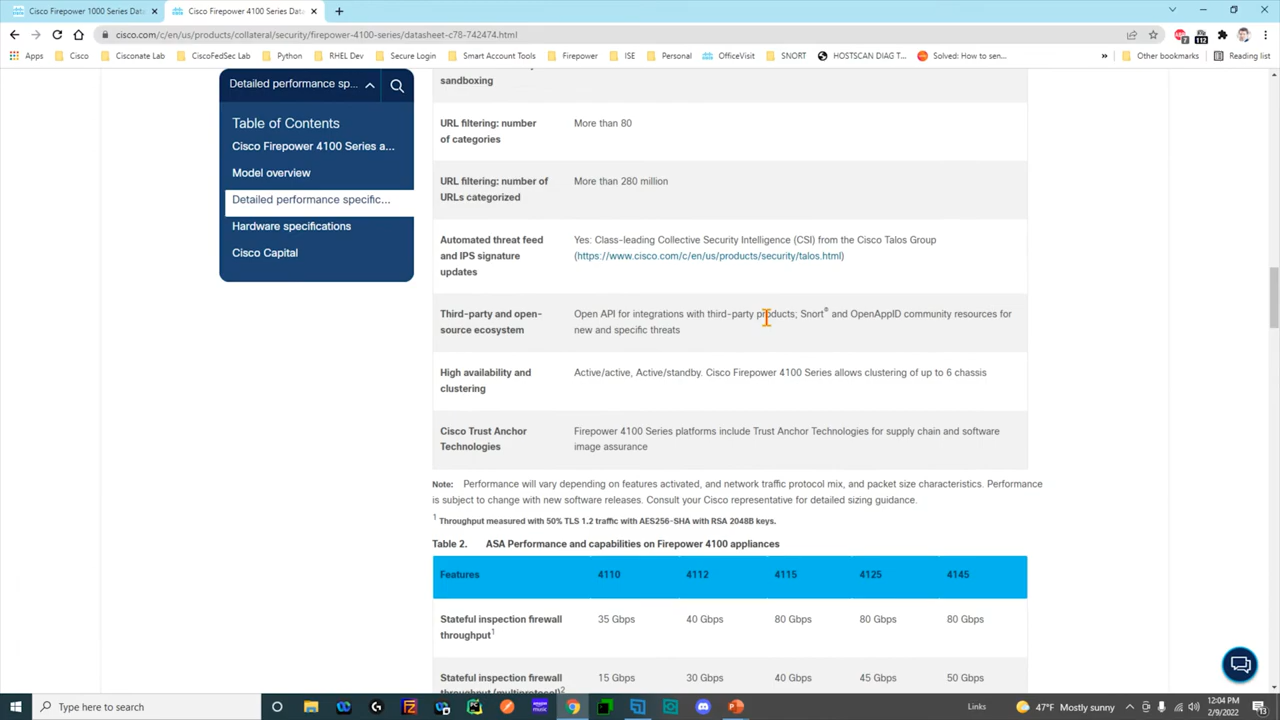 Cisco Firepower 1000 Series Dat
Cisco Firepower 4100 Series Dat
cisco.com/c/en/us/products/collateral/security/firepower-4100-series/datasheet-c78-742474.html
Apps
Cisco
Cisconate Lab
CiscoFedSec Lab
Python
RHEL Dev
Secure Login
Smart Account Tools
Firepower
ISE
Personal
OfficeVisit
SNORT
HOSTSCAN DIAG T...
Solved: How to sen...
»
Other bookmarks
Reading list
Detailed performance sp...
Table of Contents
Cisco Firepower 4100 Series a...
Model overview
Detailed performance specific...
Hardware specifications
Cisco Capital
sandboxing
URL filtering: number
of categories
More than 80
URL filtering: number of
URLs categorized
More than 280 million
Automated threat feed
and IPS signature
updates
Yes: Class-leading Collective Security Intelligence (CSI) from the Cisco Talos Group
(https://www.cisco.com/c/en/us/products/security/talos.html)
Third-party and open-
source ecosystem
Open API for integrations with third-party products; Snort® and OpenAppID community resources for
new and specific threats
High availability and
clustering
Active/active, Active/standby. Cisco Firepower 4100 Series allows clustering of up to 6 chassis
Cisco Trust Anchor
Technologies
Firepower 4100 Series platforms include Trust Anchor Technologies for supply chain and software
image assurance
Note: Performance will vary depending on features activated, and network traffic protocol mix, and packet size characteristics. Performance
is subject to change with new software releases. Consult your Cisco representative for detailed sizing guidance.
1 Throughput measured with 50% TLS 1.2 traffic with AES256-SHA with RSA 2048B keys.
Table 2. ASA Performance and capabilities on Firepower 4100 appliances
Features 4110 4112 4115 4125 4145
Stateful inspection firewall
throughput1
35 Gbps 40 Gbps 80 Gbps 80 Gbps 80 Gbps
Stateful inspection firewall
throughput (multiprotocol)2
15 Gbps 30 Gbps 40 Gbps 45 Gbps 50 Gbps
Type here to search
Links
47°F Mostly sunny
12:04 PM
2/9/2022